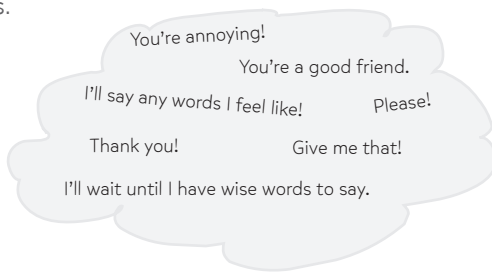 s.
You're annoying!
You're a good friend.
I'll say any words I feel like!
Please!
Thank you!
Give me that!
I'll wait until I have wise words to say.